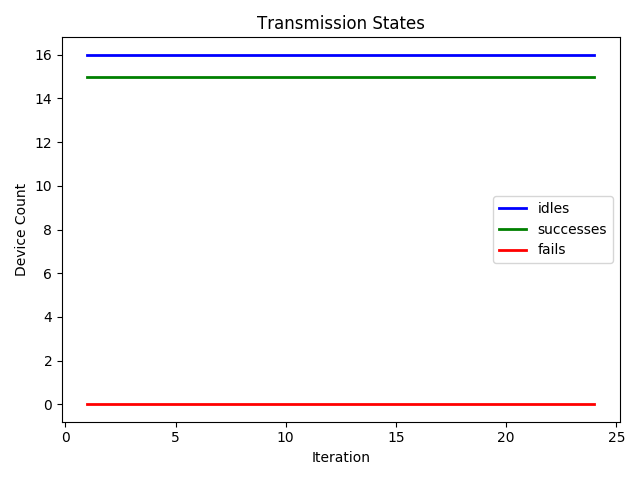 Transmission States
16
14
12
10
8
6
4
2
0
Device Count
idles
successes
fails
0 5 10 15 20 25
Iteration